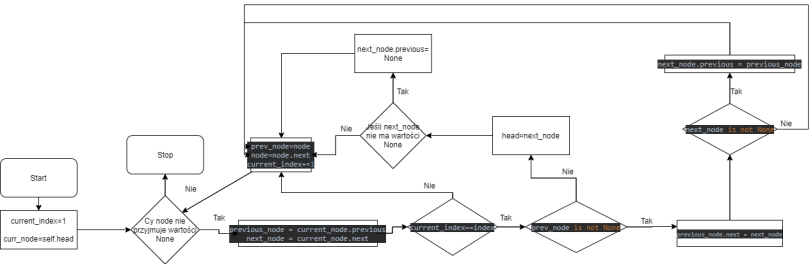 Start
current_index=1
curr_node=self.head
Stop
Nie
Cy node nie
przyjmuje wartości
None
Tak
previous_node = current_node.previous
next_node = current_node.next
prev_node=node
node=node.next
current_index+=1
next_node.previous=
None
Tak
Jeśli next_node
nie ma wartości
None
Nie
head=next_node
Nie
current_index==index
Tak
Nie
prev_node is not None
Tak
previous_node.next = next_node
next_node is not None
Nie
Tak
next_node.previous = previous_node